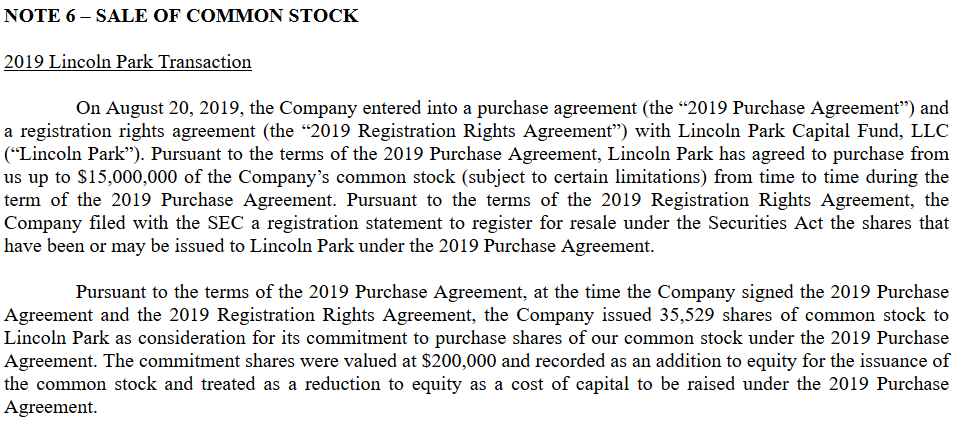 NOTE 6 – SALE OF COMMON STOCK
2019 Lincoln Park Transaction
On August 20, 2019, the Company entered into a purchase agreement (the “2019 Purchase Agreement”) and
a registration rights agreement (the “2019 Registration Rights Agreement”) with Lincoln Park Capital Fund, LLC
(“Lincoln Park”). Pursuant to the terms of the 2019 Purchase Agreement, Lincoln Park has agreed to purchase from
us up to $15,000,000 of the Company’s common stock (subject to certain limitations) from time to time during the
term of the 2019 Purchase Agreement. Pursuant to the terms of the 2019 Registration Rights Agreement, the
Company filed with the SEC a registration statement to register for resale under the Securities Act the shares that
have been or may be issued to Lincoln Park under the 2019 Purchase Agreement.
Pursuant to the terms of the 2019 Purchase Agreement, at the time the Company signed the 2019 Purchase
Agreement and the 2019 Registration Rights Agreement, the Company issued 35,529 shares of common stock to
Lincoln Park as consideration for its commitment to purchase shares of our common stock under the 2019 Purchase
Agreement. The commitment shares were valued at $200,000 and recorded as an addition to equity for the issuance of
the common stock and treated as a reduction to equity as a cost of capital to be raised under the 2019 Purchase
Agreement.